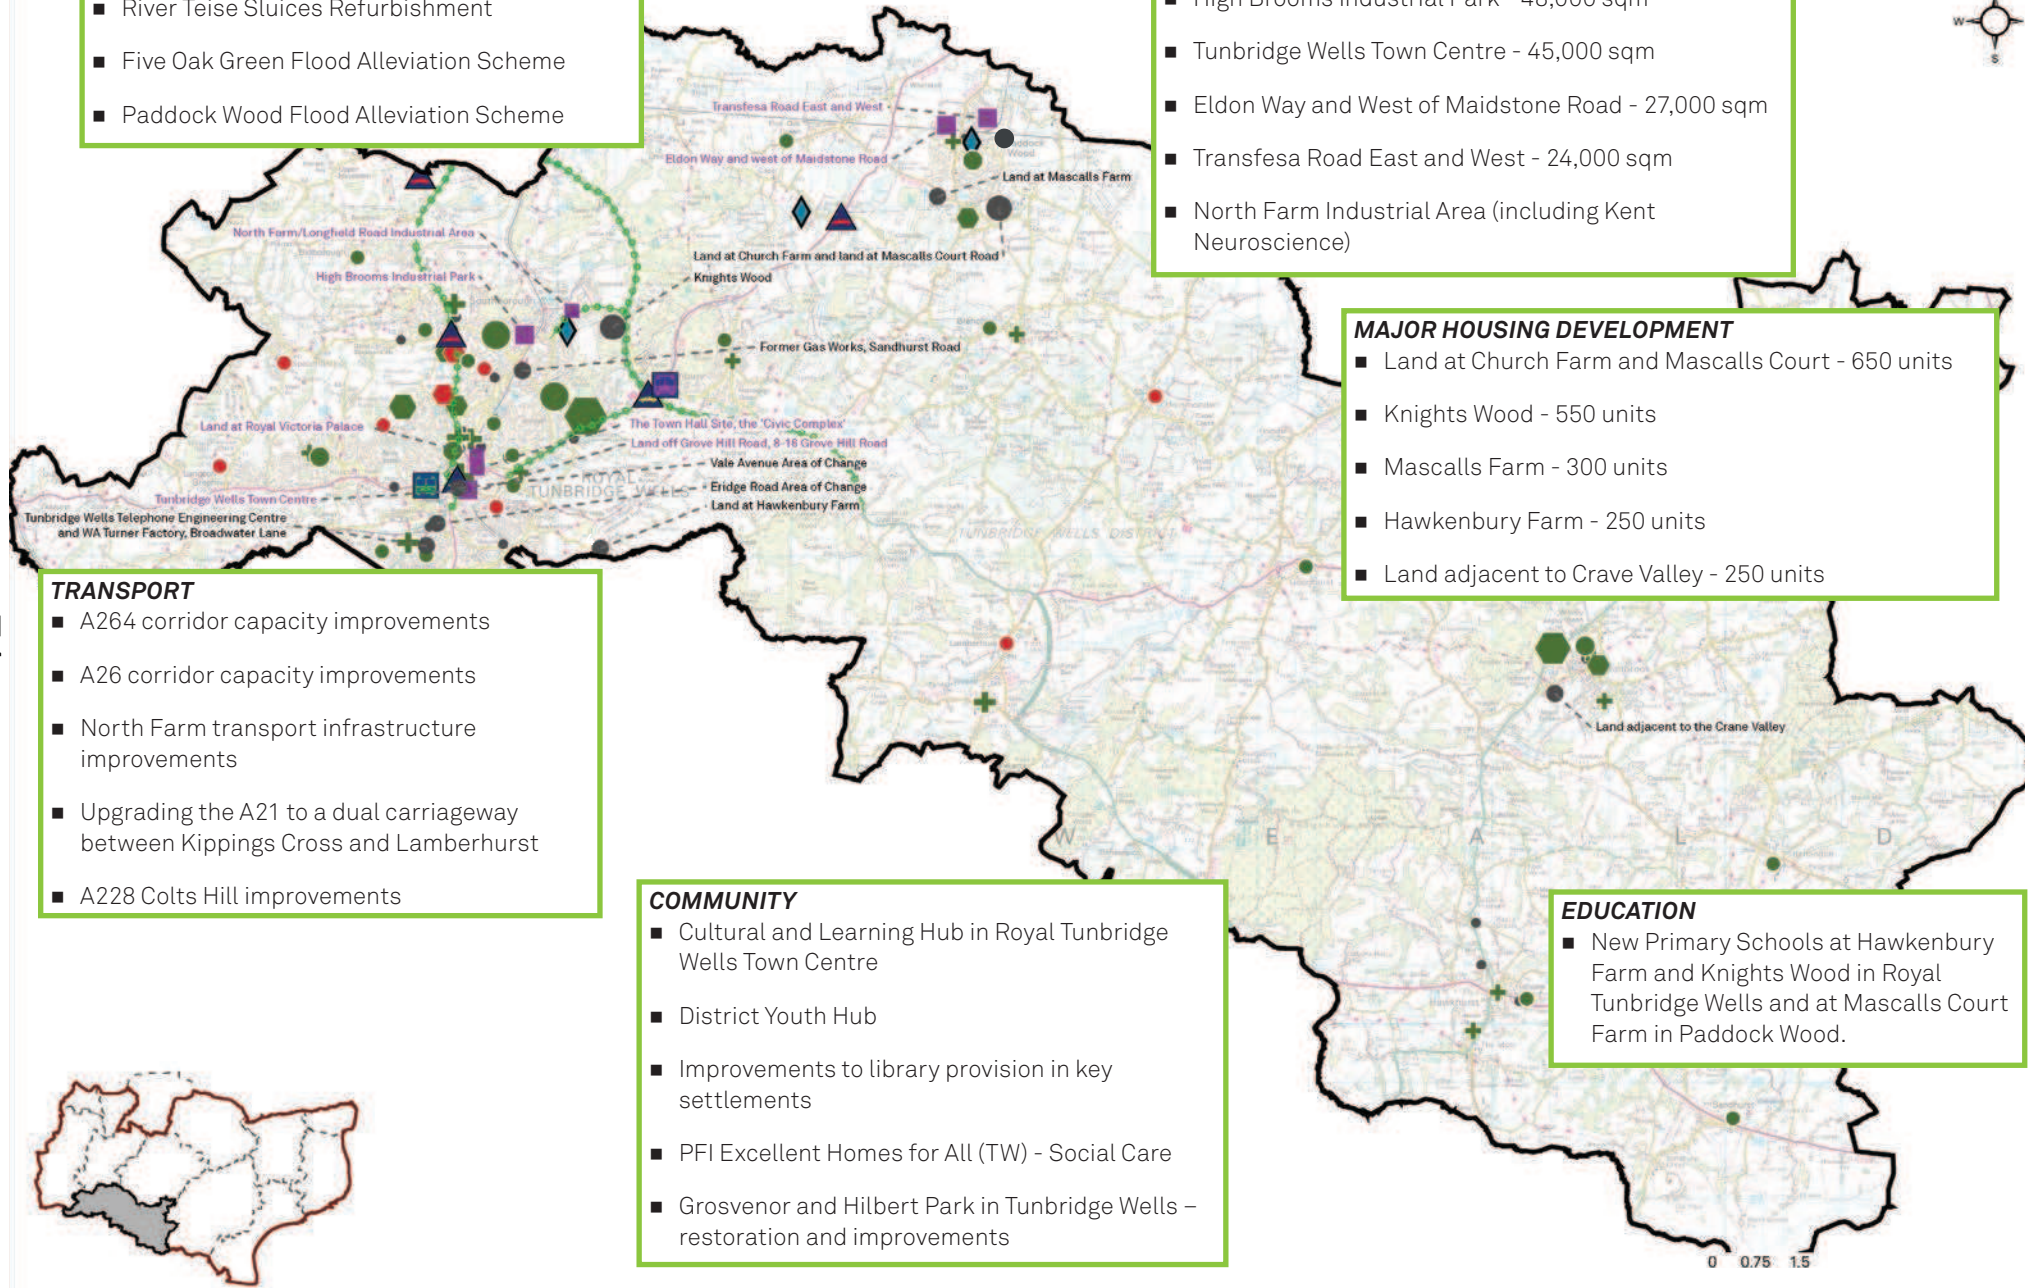 ■ River Teise Sluices Refurbishment
■ Five Oak Green Flood Alleviation Scheme
■ Paddock Wood Flood Alleviation Scheme
■ High Brooms Industrial Park - 48,000 sqm
■ Tunbridge Wells Town Centre - 45,000 sqm
■ Eldon Way and West of Maidstone Road - 27,000 sqm
■ Transfesa Road East and West - 24,000 sqm
■ North Farm Industrial Area (including Kent
Neuroscience)
W
S
Transfesa Road East and West
Eldon Way and west of Maidstone Road
Land at Mascalls Farm
North Farm/Longfield Road Industrial Area
High Brooms Industrial Park
Land at Church Farm and land at Mascalls Court Road
Knights Wood
Former Gas Works, Sandhurst Road
Land at Royal Victoria Palace
The Town Hall Site, the 'Civic Complex'
Land off Grove Hill Road, 8-16 Grove Hill Road
Vale Avenue Area of Change
Eridge Road Area of Change
Land at Hawkenbury Farm
ROYAL
TUNBRIDGE WELLS
Tunbridge Wells Town Centre
Tunbridge Wells Telephone Engineering Centre
and WA Turner Factory, Broadwater Lane
TUNBRIDGE WELLS DISTRICT
MAJOR HOUSING DEVELOPMENT
■ Land at Church Farm and Mascalls Court - 650 units
■ Knights Wood - 550 units
■ Mascalls Farm - 300 units
■ Hawkenbury Farm - 250 units
■ Land adjacent to Crave Valley - 250 units
TRANSPORT
■ A264 corridor capacity improvements
■ A26 corridor capacity improvements
■ North Farm transport infrastructure
improvements
■ Upgrading the A21 to a dual carriageway
between Kippings Cross and Lamberhurst
■ A228 Colts Hill improvements
Land adjacent to the Crane Valley
W E A L D
COMMUNITY
■ Cultural and Learning Hub in Royal Tunbridge
Wells Town Centre
■ District Youth Hub
■ Improvements to library provision in key
settlements
■ PFI Excellent Homes for All (TW) - Social Care
■ Grosvenor and Hilbert Park in Tunbridge Wells –
restoration and improvements
EDUCATION
■ New Primary Schools at Hawkenbury
Farm and Knights Wood in Royal
Tunbridge Wells and at Mascalls Court
Farm in Paddock Wood.
0 0.75 1.5